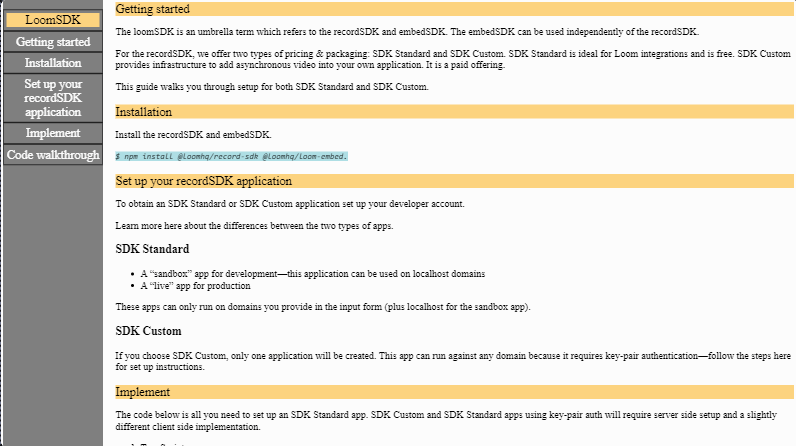 LoomSDK
Getting started
Installation
Set up your
recordSDK
application
Implement
Code walkthrough
Getting started
The loomSDK is an umbrella term which refers to the recordSDK and embedSDK. The embedSDK can be used independently of the recordSDK.
For the recordSDK, we offer two types of pricing & packaging: SDK Standard and SDK Custom. SDK Standard is ideal for Loom integrations and is free. SDK Custom
provides infrastructure to add asynchronous video into your own application. It is a paid offering.
This guide walks you through setup for both SDK Standard and SDK Custom.
Installation
Install the recordSDK and embedSDK.
$ npm install @loomhq/record-sdk @loomhq/loom-embed.
Set up your recordSDK application
To obtain an SDK Standard or SDK Custom application set up your developer account.
Learn more here about the differences between the two types of apps.
SDK Standard
• A “sandbox” app for development—this application can be used on localhost domains
• A “live” app for production
These apps can only run on domains you provide in the input form (plus localhost for the sandbox app).
SDK Custom
If you choose SDK Custom, only one application will be created. This app can run against any domain because it requires key-pair authentication—follow the steps here
for set up instructions.
Implement
The code below is all you need to set up an SDK Standard app. SDK Custom and SDK Standard apps using key-pair auth will require server side setup and a slightly
different client side implementation.